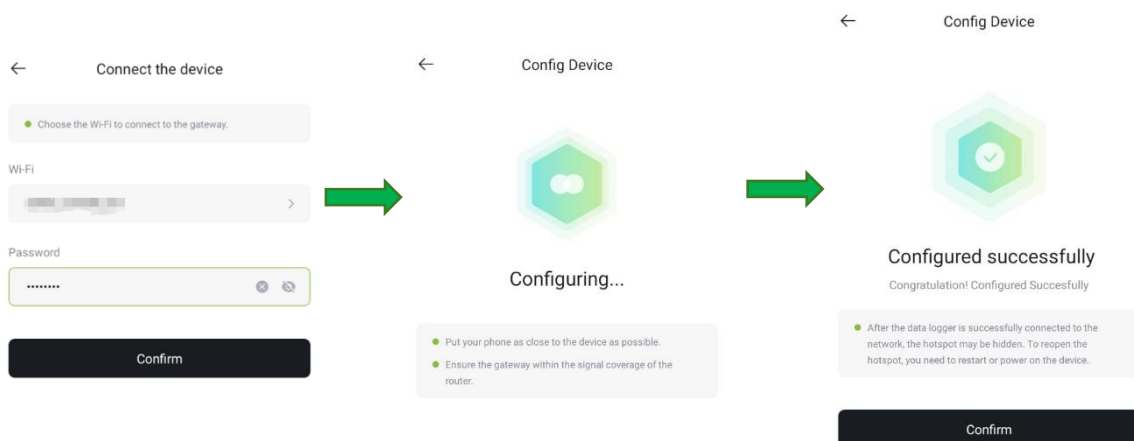 Connect the device
Choose the Wi-Fi to connect to the gateway.
Wi-Fi
Password
••••••••
Confirm
Config Device
Configuring...
Put your phone as close to the device as possible.
Ensure the gateway within the signal coverage of the
router.
Config Device
Configured successfully
Congratulation! Configured Succesfully
After the data logger is successfully connected to the
network, the hotspot may be hidden. To reopen the
hotspot, you need to restart or power on the device.
Confirm